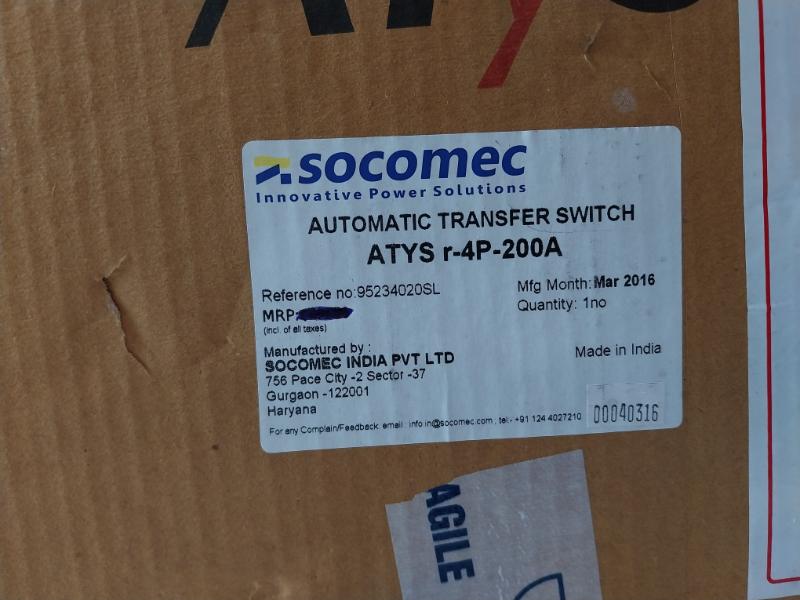 ATyS
socomec
Innovative Power Solutions
AUTOMATIC TRANSFER SWITCH
ATYS r-4P-200A
Reference no:95234020SL
Mfg Month: Mar 2016
MRP:
Quantity: 1no
(incl. of all taxes)
Manufactured by :
SOCOMEC INDIA PVT LTD
Made in India
756 Pace City -2 Sector -37
Gurgaon -122001
Haryana
00040316
For any Complain/Feedback: email : info.in@socomec.com ; tel:- +91 124 4027210
AGILE